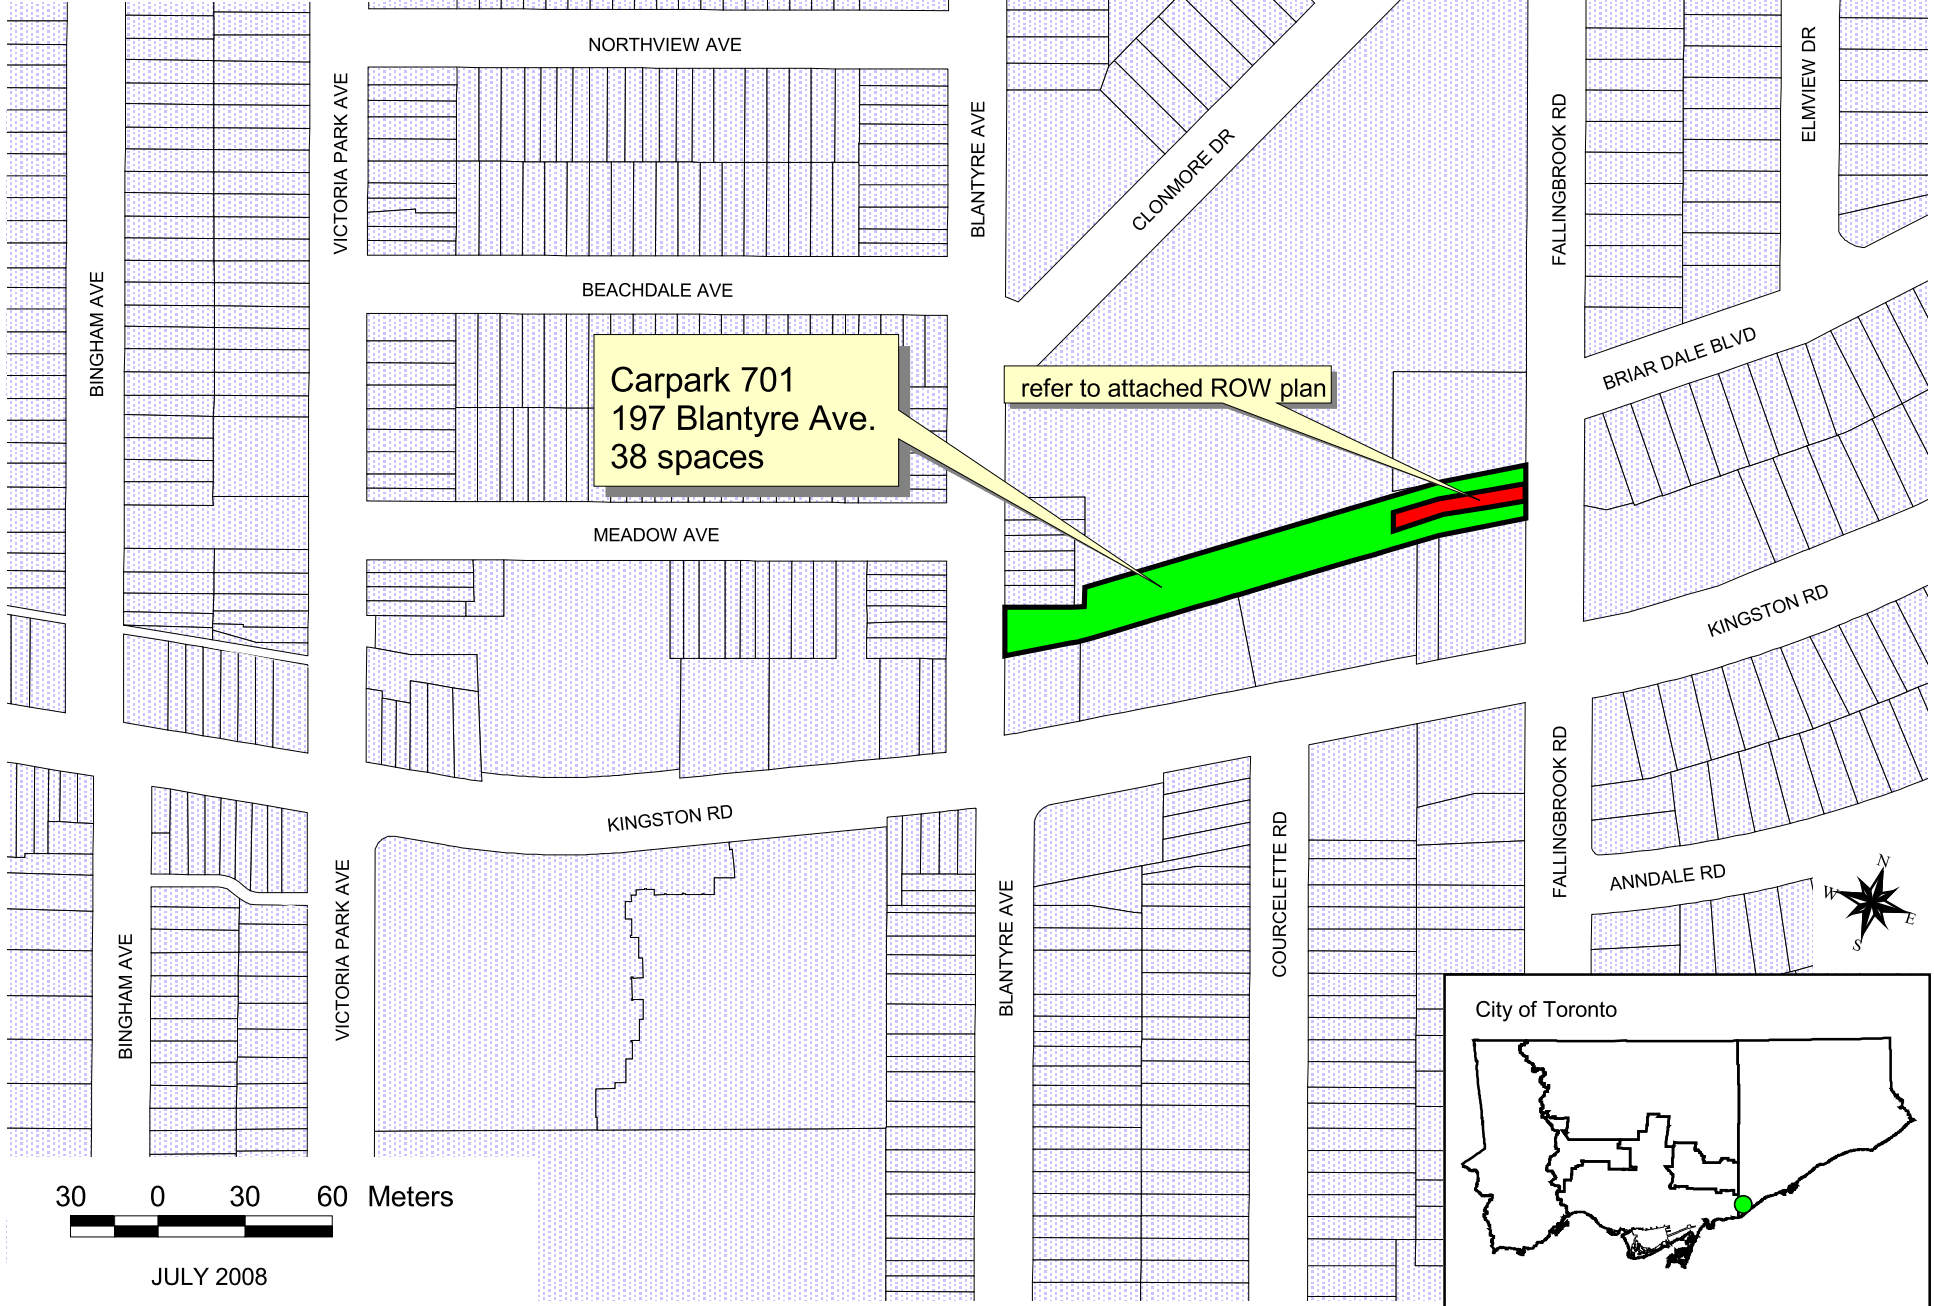 NORTHVIEW AVE
ELMVIEW DR
VICTORIA PARK AVE
BLANTYRE AVE
FALLINGBROOK RD
CLONMORE DR
BINGHAM AVE
BEACHDALE AVE
BRIAR DALE BLVD
Carpark 701
197 Blantyre Ave.
38 spaces
refer to attached ROW plan
MEADOW AVE
KINGSTON RD
KINGSTON RD
FALLINGBROOK RD
COURCELETTE RD
VICTORIA PARK AVE
BLANTYRE AVE
ANNDALE RD
BINGHAM AVE
N
W
E
S
City of Toronto
30 0 30 60 Meters
JULY 2008